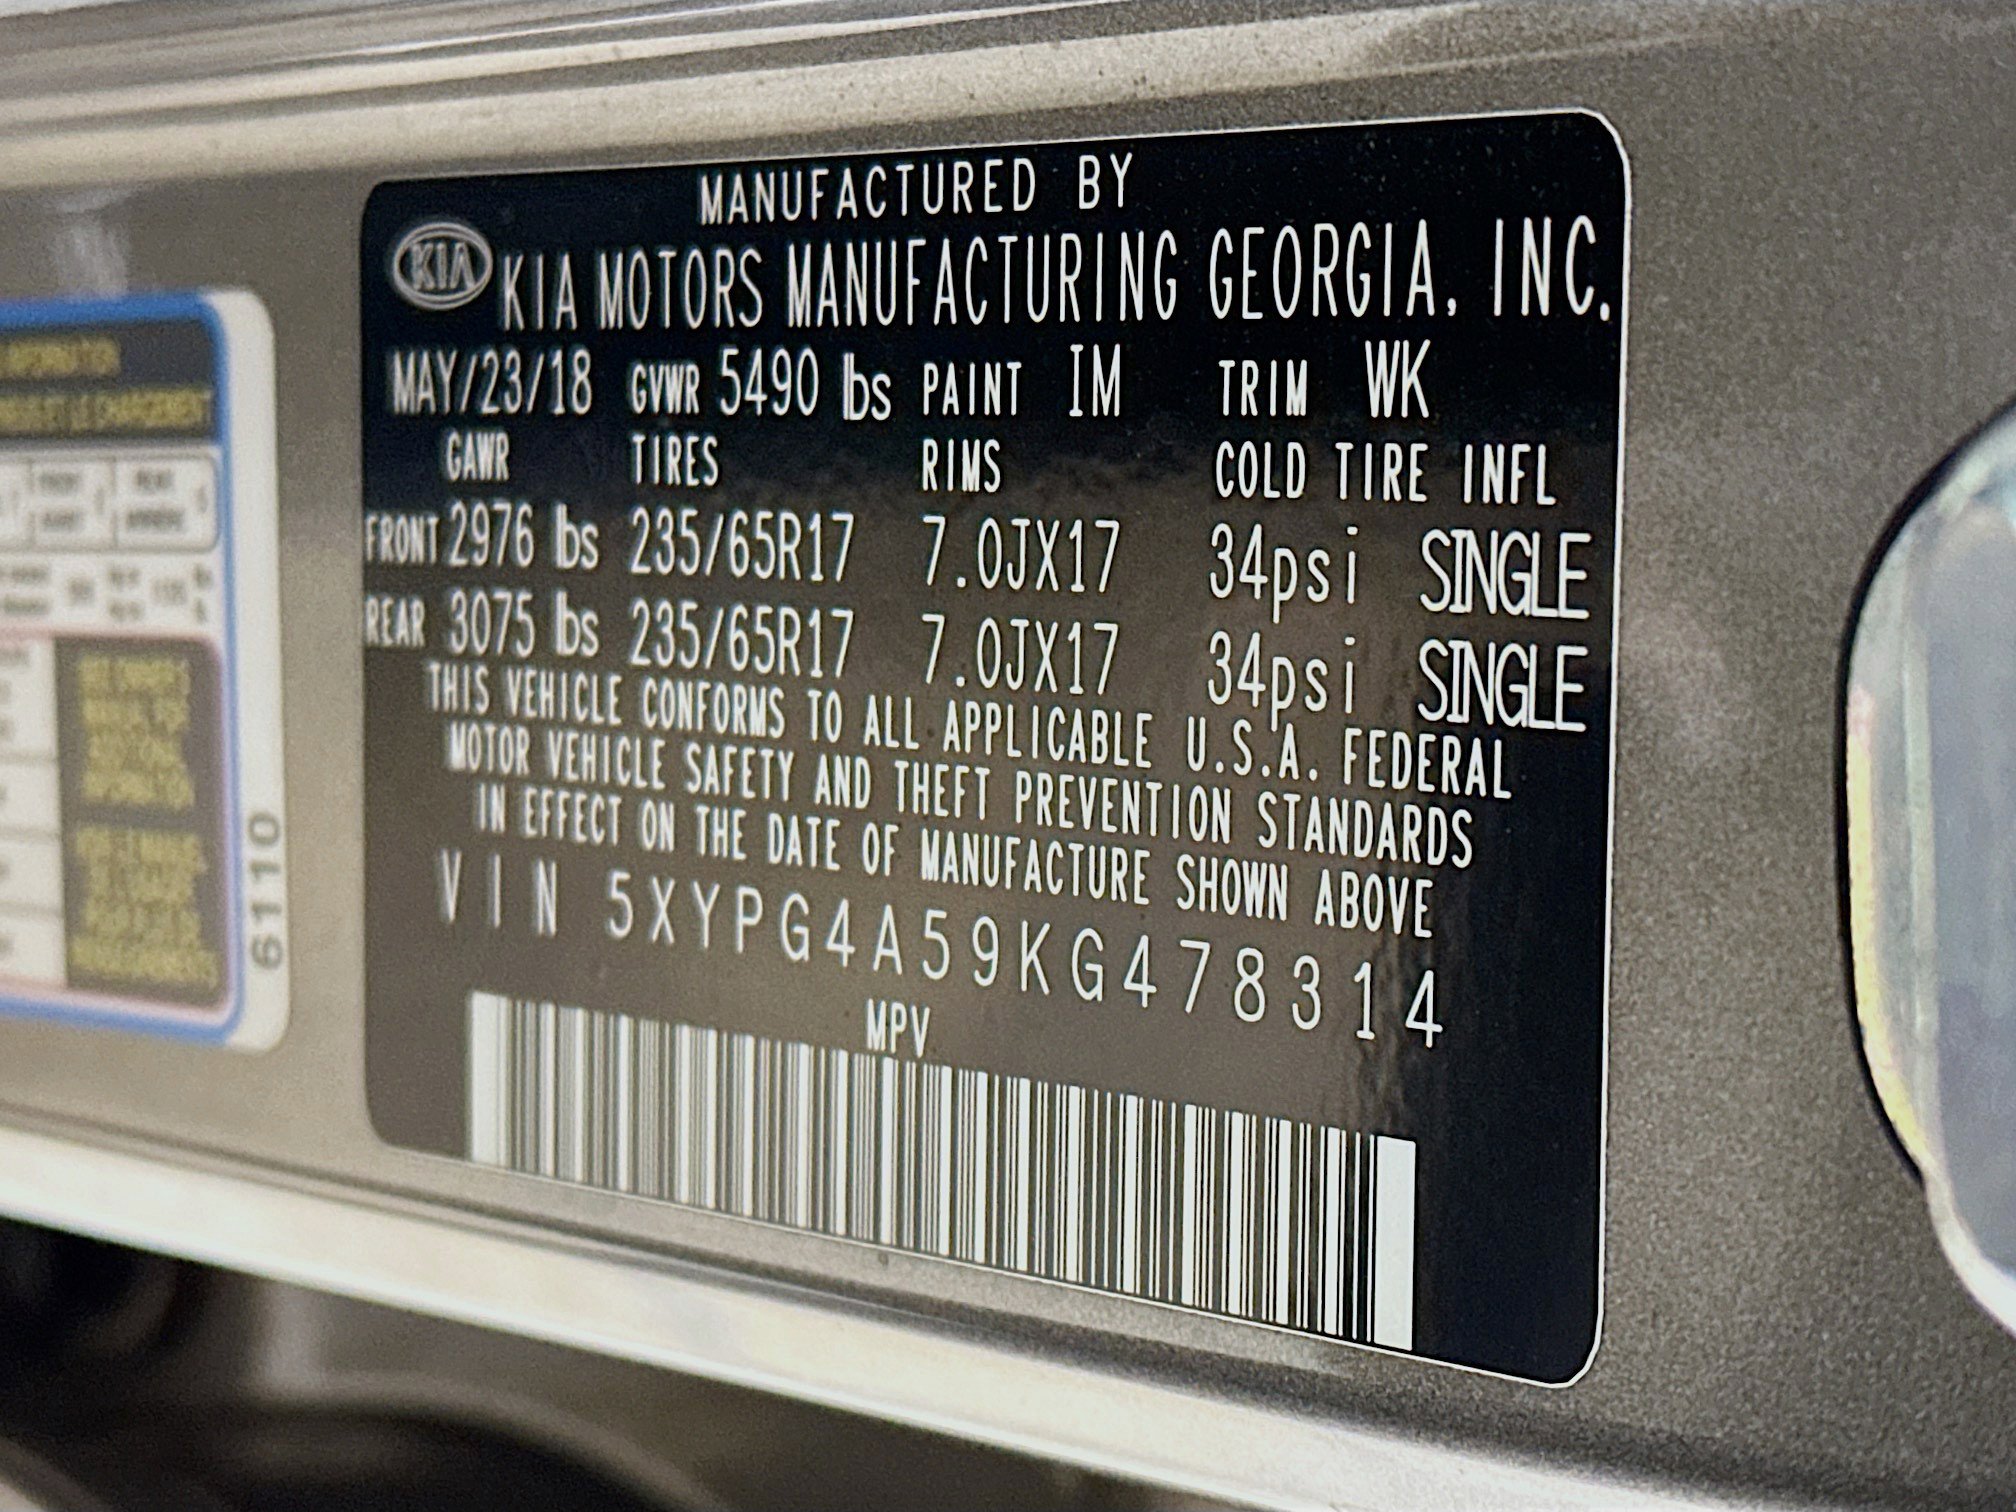 MANUFACTURED BY
KIA KIA MOTORS MANUFACTURING GEORGIA, INC.
MAY/23/18 GVWR 5490 lbs PAINT IM TRIM WK
GAWR TIRES RIMS COLD TIRE INFL
FRONT 2976 lbs 235/65R17 7.0JX17 34psi SINGLE
REAR 3075 lbs 235/65R17 7.0JX17 34psi SINGLE
THIS VEHICLE CONFORMS TO ALL APPLICABLE U.S.A. FEDERAL
MOTOR VEHICLE SAFETY AND THEFT PREVENTION STANDARDS
IN EFFECT ON THE DATE OF MANUFACTURE SHOWN ABOVE
VIN 5XYPG4A59KG478314
MPV
6110